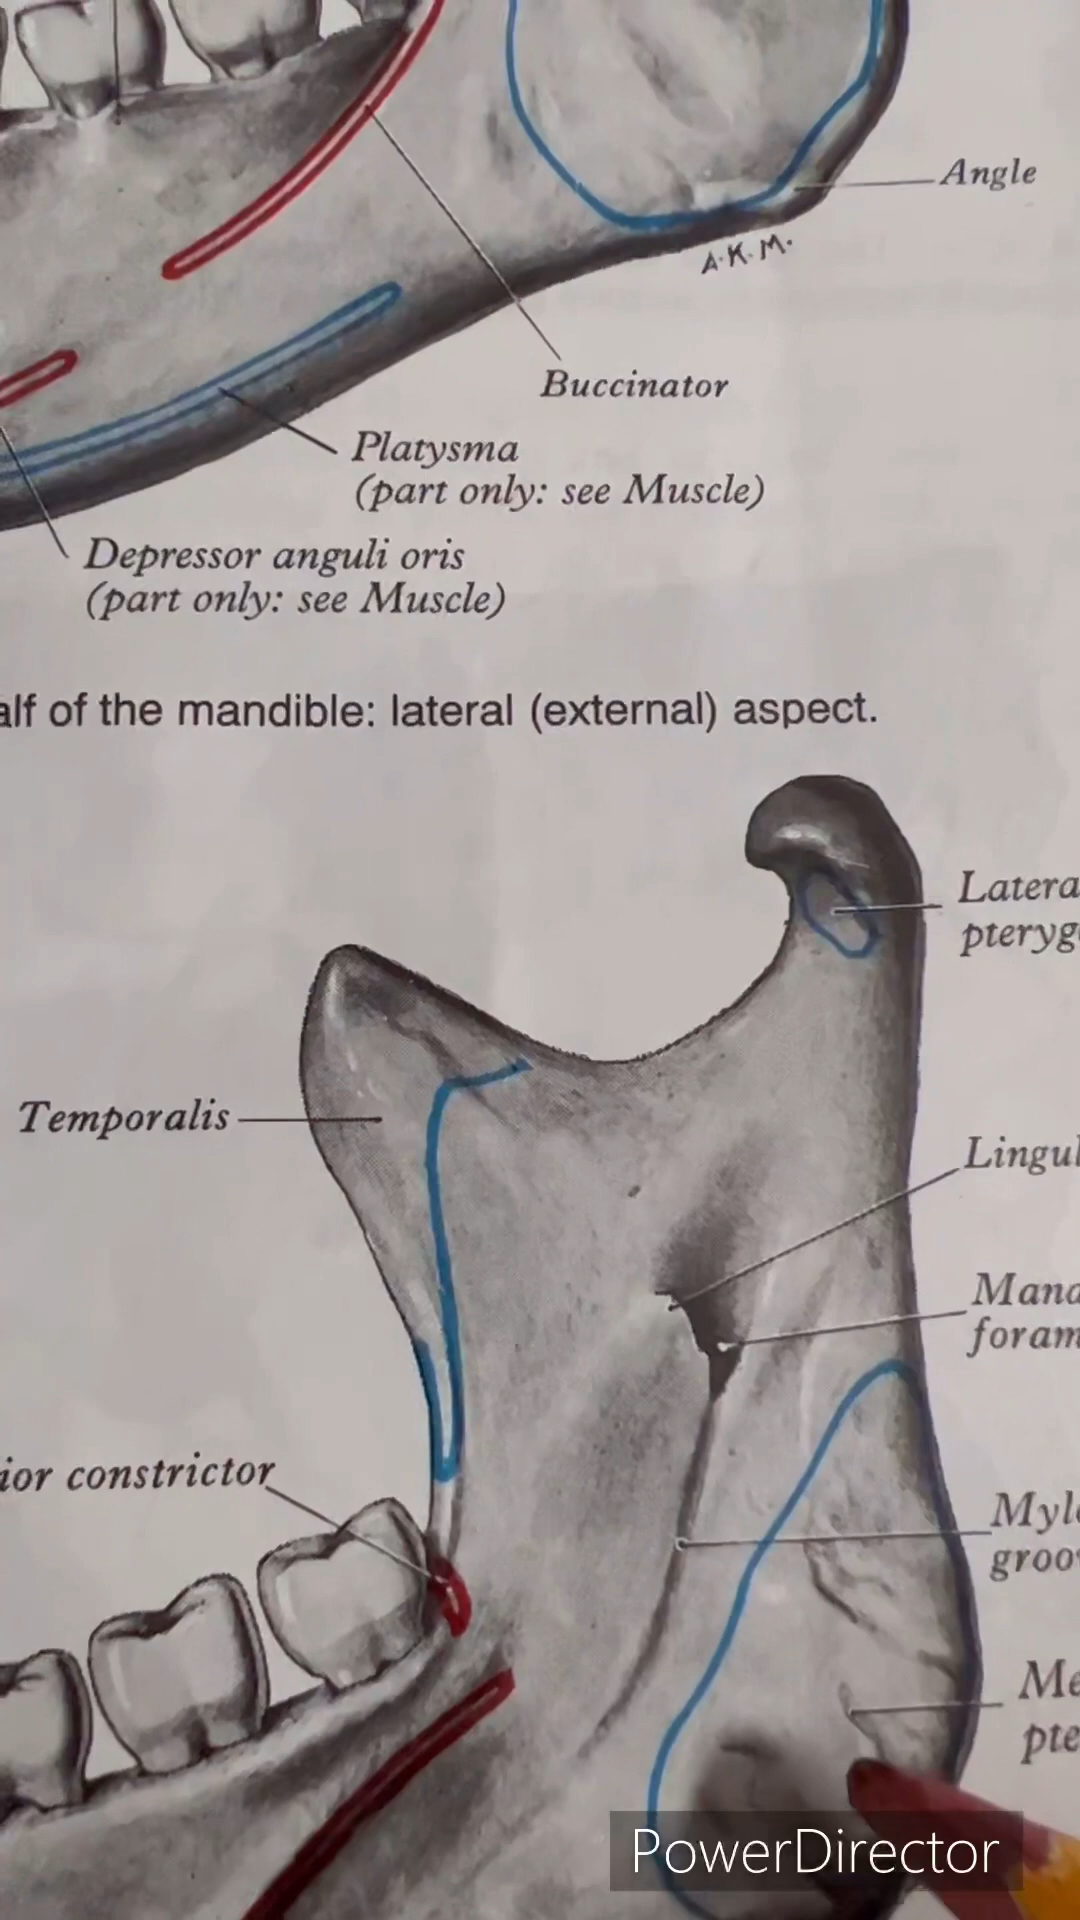 Angle
A.K.M.
Buccinator
Platysma
(part only: see Muscle)
Depressor anguli oris
(part only: see Muscle)
alf of the mandible: lateral (external) aspect.
Latera
pteryg
Temporalis
Lingul
Mand
foram
ior constrictor
Myl
groo
Me
pte
PowerDirector